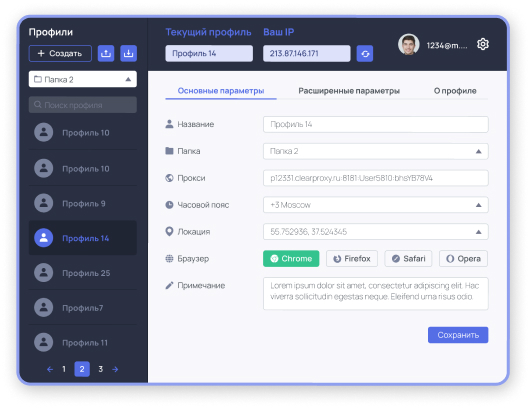 Профили
+ Создать
Папка 2
Поиск профиля
Профиль 10
Профиль 10
Профиль 9
Профиль 14
Профиль 25
Профиль7
Профиль 11
1 2 3
Текущий профиль
Профиль 14
Ваш IP
213.87.146.171
1234@m....
Основные параметры
Расширенные параметры
О профиле
Название
Профиль 14
Папка
Папка 2
Прокси
p12331.clearproxy.ru:8181:User5810:bhsYB78V4
Часовой пояс
+3 Moscow
Локация
55.752936, 37.524345
Браузер
Chrome
Firefox
Safari
Opera
Примечание
Lorem ipsum dolor sit amet, consectetur adipiscing elit. Hac
viverra sollicitudin egestas neque. Eleifend urna risus odio.
Сохранить